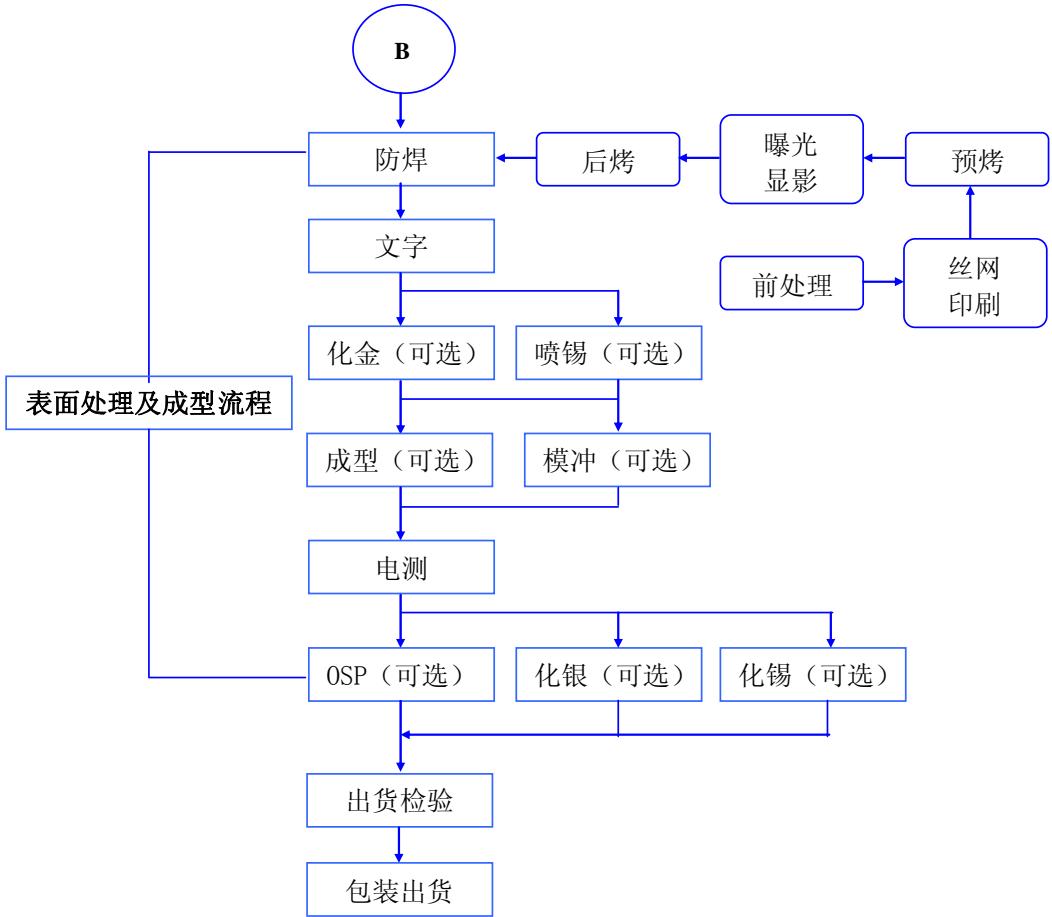 B
防焊
后烤
曝光
显影
预烤
文字
前处理
丝网
印刷
化金（可选）
喷锡（可选）
表面处理及成型流程
成型（可选）
模冲（可选）
电测
OSP（可选）
化银（可选）
化锡（可选）
出货检验
包装出货